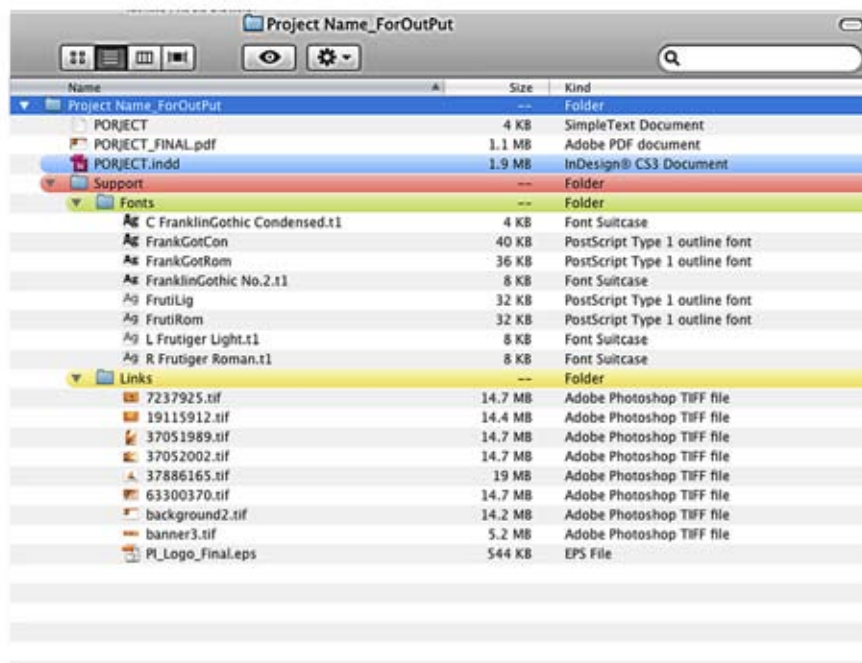 Project Name_ForOutPut
Name Size Kind
Project Name_ForOutPut -- Folder
PORJECT 4 KB SimpleText Document
PORJECT_FINAL.pdf 1.1 MB Adobe PDF document
PORJECT.indd 1.9 MB InDesign® CS3 Document
Support -- Folder
Fonts -- Folder
C FranklinGothic Condensed.t1 4 KB Font Suitcase
FrankGotCon 40 KB PostScript Type 1 outline font
FrankGotRom 36 KB PostScript Type 1 outline font
FranklinGothic No.2.t1 8 KB Font Suitcase
FrutiLig 32 KB PostScript Type 1 outline font
FrutiRom 32 KB PostScript Type 1 outline font
L Frutiger Light.t1 8 KB Font Suitcase
R Frutiger Roman.t1 8 KB Font Suitcase
Links -- Folder
7237925.tif 14.7 MB Adobe Photoshop TIFF file
19115912.tif 14.4 MB Adobe Photoshop TIFF file
37051989.tif 14.7 MB Adobe Photoshop TIFF file
37052002.tif 14.7 MB Adobe Photoshop TIFF file
37886165.tif 19 MB Adobe Photoshop TIFF file
63300370.tif 14.7 MB Adobe Photoshop TIFF file
background2.tif 14.2 MB Adobe Photoshop TIFF file
banner3.tif 5.2 MB Adobe Photoshop TIFF file
PI_Logo_Final.eps 544 KB EPS File